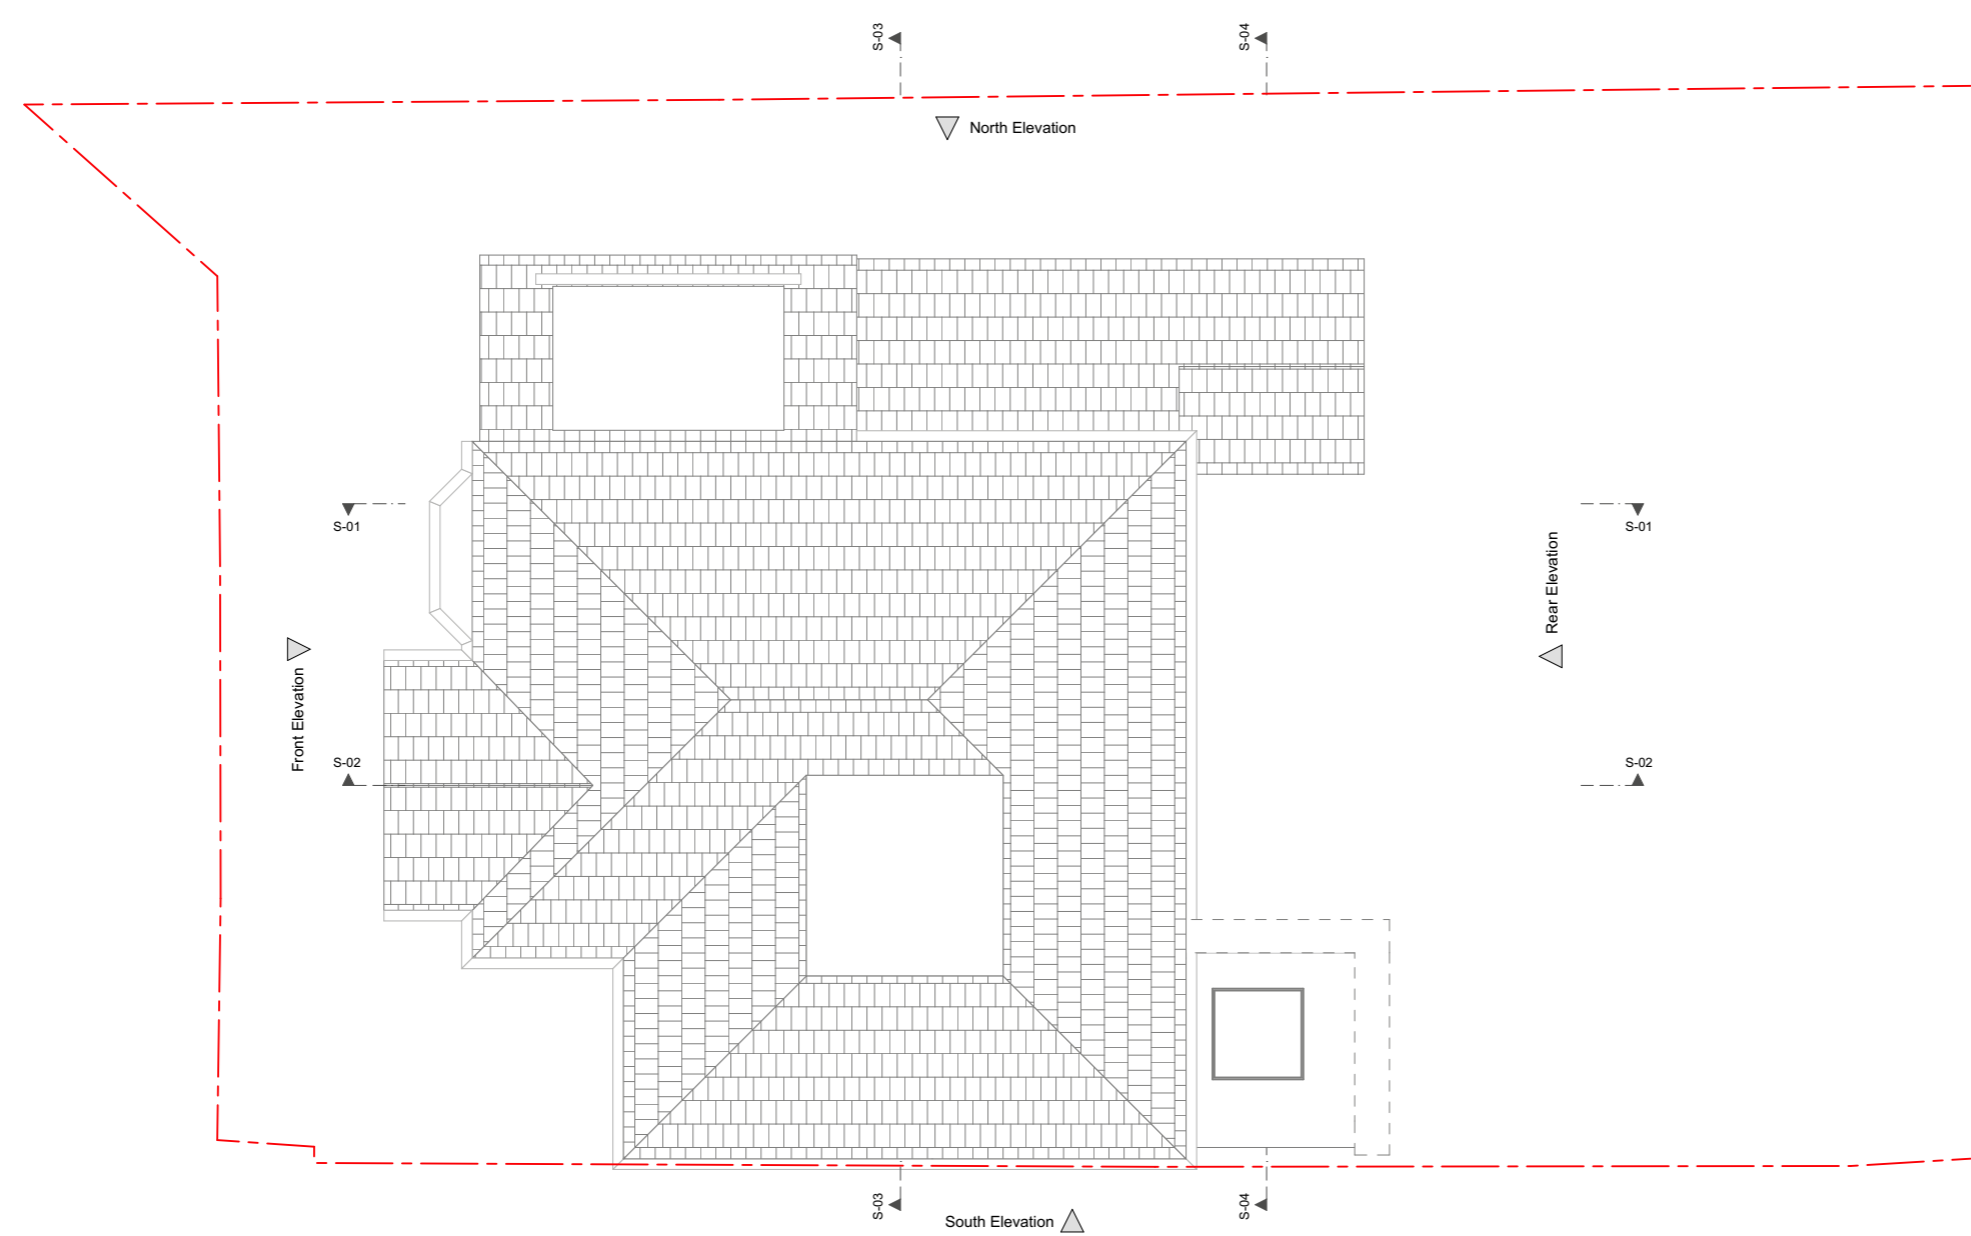 S-03
S-04
North Elevation
S-01
S-01
Rear Elevation
Front Elevation
S-02
S-02
S-03
S-04
South Elevation